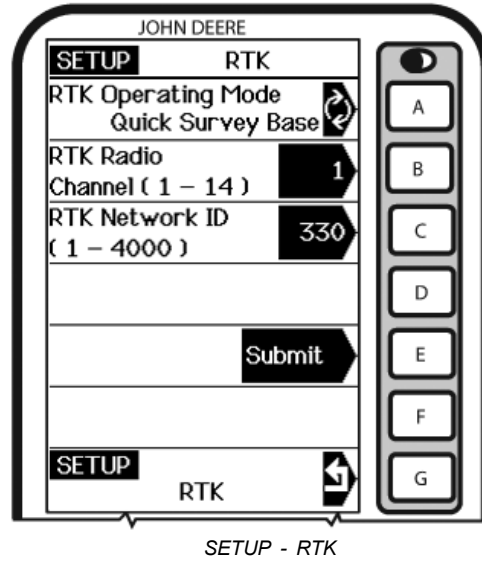 JOHN DEERE
SETUP RTK
RTK Operating Mode
Quick Survey Base
A
RTK Radio
Channel ( 1 – 14 )
1
B
RTK Network ID
( 1 – 4000 )
330
C
D
Submit
E
F
SETUP
RTK
G
SETUP - RTK